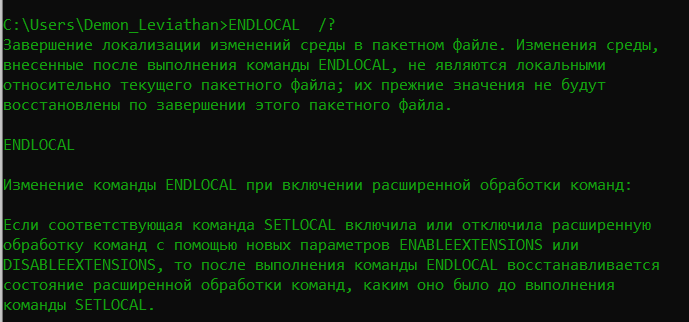 C:\Users\Demon_Leviathan>ENDLOCAL  /?
Завершение локализации изменений среды в пакетном файле. Изменения среды,
внесенные после выполнения команды ENDLOCAL, не являются локальными
относительно текущего пакетного файла; их прежние значения не будут
восстановлены по завершении этого пакетного файла.

ENDLOCAL

Изменение команды ENDLOCAL при включении расширенной обработки команд:

Если соответствующая команда SETLOCAL включила или отключила расширенную
обработку команд с помощью новых параметров ENABLEEXTENSIONS или
DISABLEEXTENSIONS, то после выполнения команды ENDLOCAL восстанавливается
состояние расширенной обработки команд, каким оно было до выполнения
команды SETLOCAL.